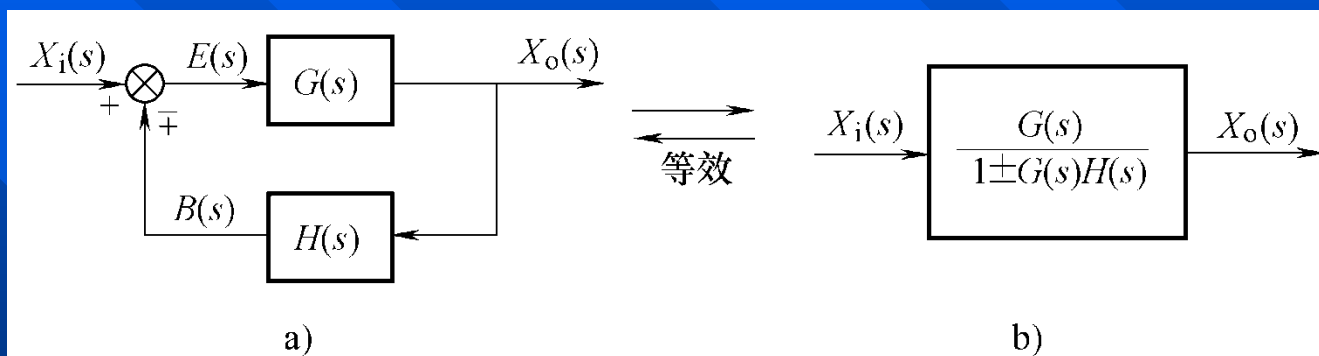 X_i(s)
E(s)
G(s)
X_o(s)
+
∓
B(s)
H(s)
等效
X_i(s)
G(s)
1±G(s)H(s)
X_o(s)
a)
b)